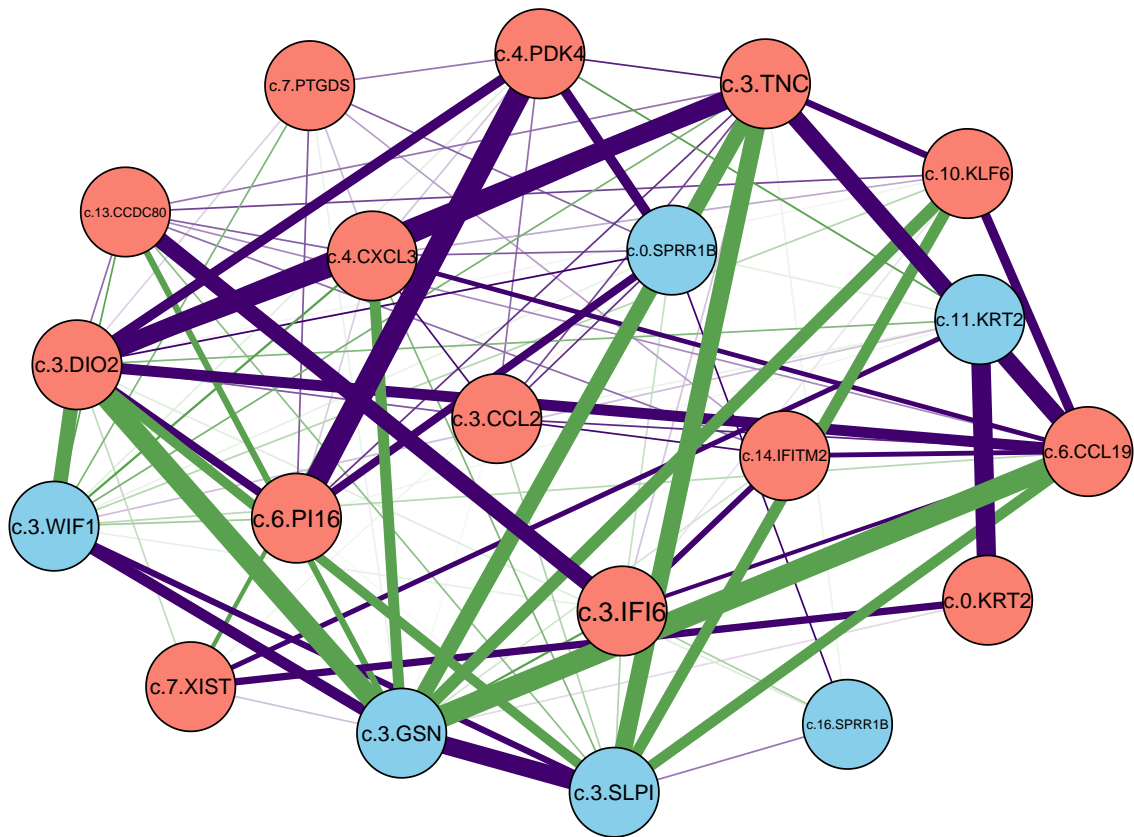 c.4.PDK4
c.7.PTGDS
c.3.TNC
c.10.KLF6
c.13.CCDC80
c.4.CXCL3
c.0.SPRR1B
c.11.KRT2
c.3.DIO2
c.3.CCL2
c.14.IFITM2
c.6.CCL19
c.3.WIF1
c.6.PI16
c.3.IFI6
c.0.KRT2
c.7.XIST
c.3.GSN
c.16.SPRR1B
c.3.SLPI